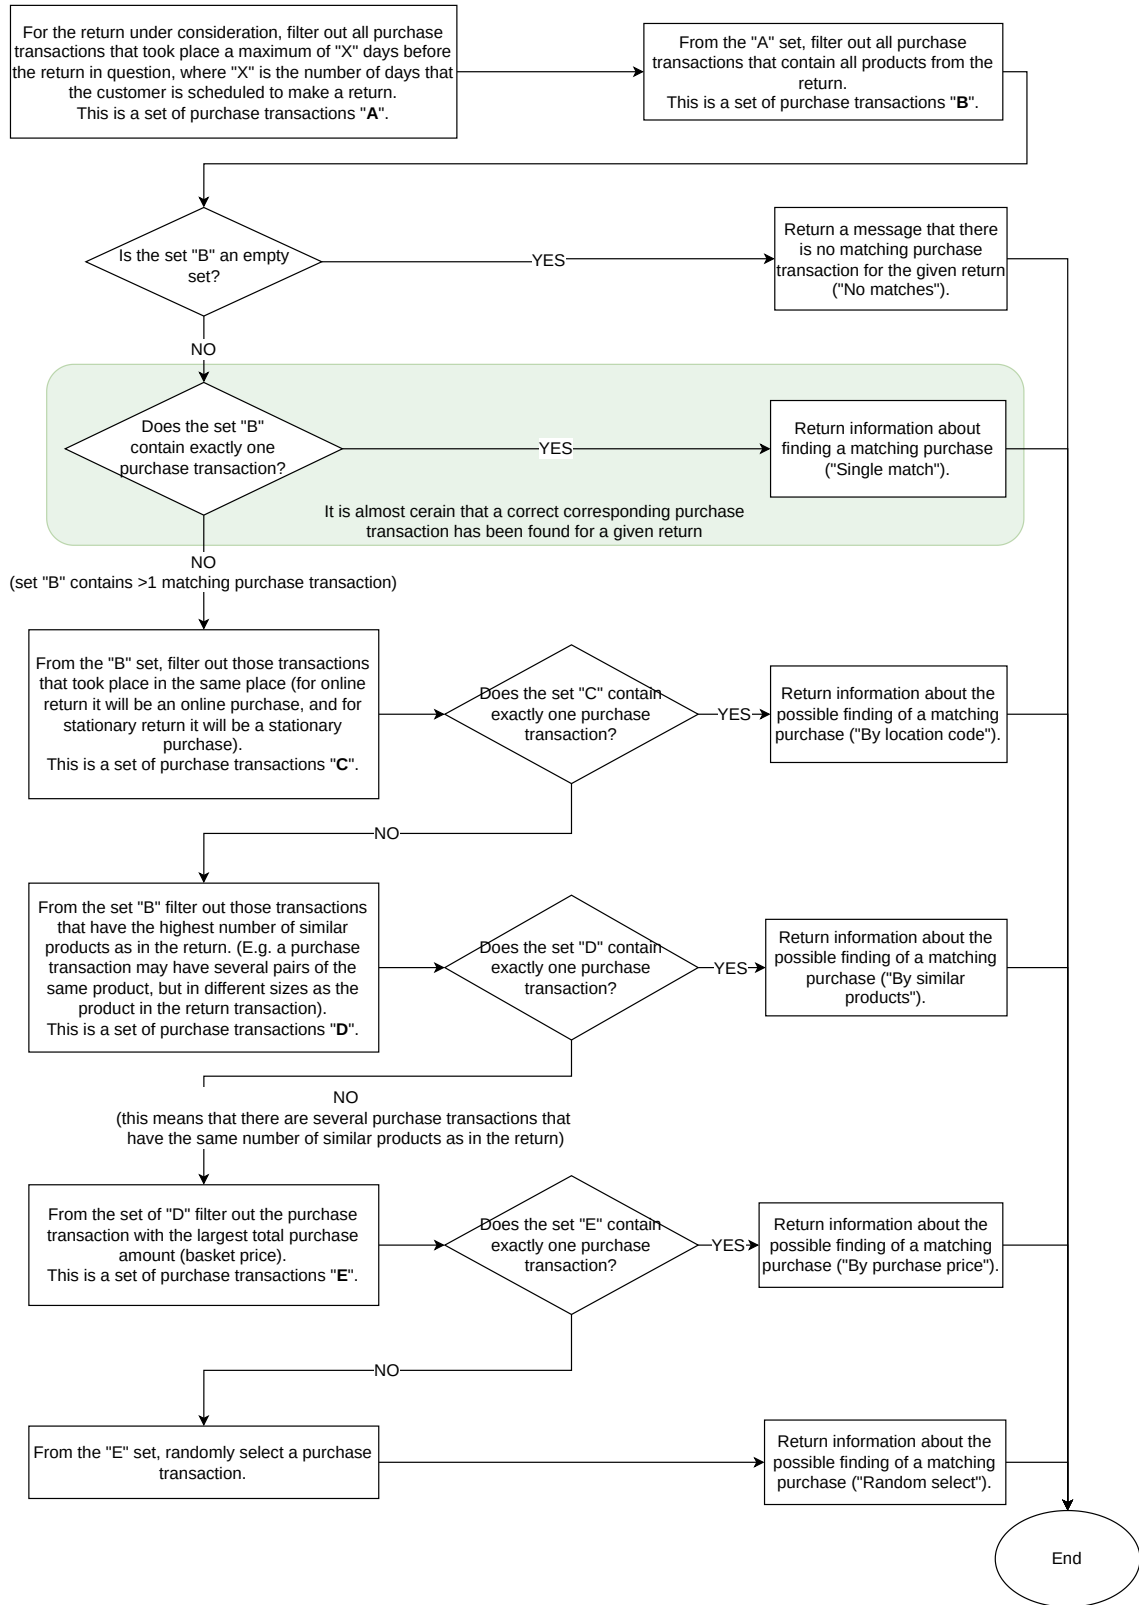 For the return under consideration, filter out all purchase
transactions that took place a maximum of "X" days before
the return in question, where "X" is the number of days that
the customer is scheduled to make a return.
This is a set of purchase transactions "A".
From the "A" set, filter out all purchase
transactions that contain all products from the
return.
This is a set of purchase transactions "B".
Is the set "B" an empty
set?
YES
Return a message that there
is no matching purchase
transaction for the given return
("No matches").
NO
Does the set "B"
contain exactly one
purchase transaction?
YES
Return information about
finding a matching purchase
("Single match").
It is almost cerain that a correct corresponding purchase
transaction has been found for a given return
NO
(set "B" contains >1 matching purchase transaction)
From the "B" set, filter out those transactions
that took place in the same place (for online
return it will be an online purchase, and for
stationary return it will be a stationary
purchase).
This is a set of purchase transactions "C".
Does the set "C" contain
exactly one purchase
transaction?
YES
Return information about the
possible finding of a matching
purchase ("By location code").
NO
From the set "B" filter out those transactions
that have the highest number of similar
products as in the return. (E.g. a purchase
transaction may have several pairs of the
same product, but in different sizes as the
product in the return transaction).
This is a set of purchase transactions "D".
Does the set "D" contain
exactly one purchase
transaction?
YES
Return information about the
possible finding of a matching
purchase ("By similar
products").
NO
(this means that there are several purchase transactions that
have the same number of similar products as in the return)
From the set of "D" filter out the purchase
transaction with the largest total purchase
amount (basket price).
This is a set of purchase transactions "E".
Does the set "E" contain
exactly one purchase
transaction?
YES
Return information about the
possible finding of a matching
purchase ("By purchase price").
NO
From the "E" set, randomly select a purchase
transaction.
Return information about the
possible finding of a matching
purchase ("Random select").
End